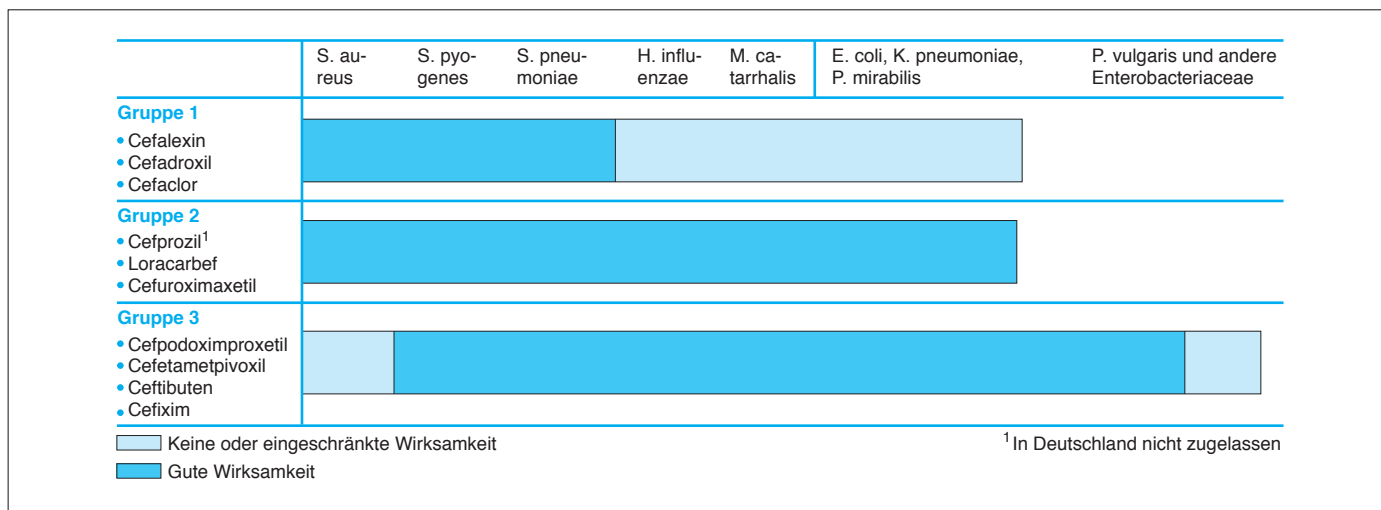 S. au-
reus
S. pyo-
genes
S. pneu-
moniae
H. influ-
enzae
M. ca-
tarrhalis
E. coli, K. pneumoniae,
P. mirabilis
P. vulgaris und andere
Enterobacteriaceae
Gruppe 1
• Cefalexin
• Cefadroxil
• Cefaclor
Gruppe 2
• Cefprozil¹
• Loracarbef
• Cefuroximaxetil
Gruppe 3
• Cefpodoximproxetil
• Cefetametpivoxil
• Ceftibuten
• Cefixim
Keine oder eingeschränkte Wirksamkeit
Gute Wirksamkeit
¹In Deutschland nicht zugelassen